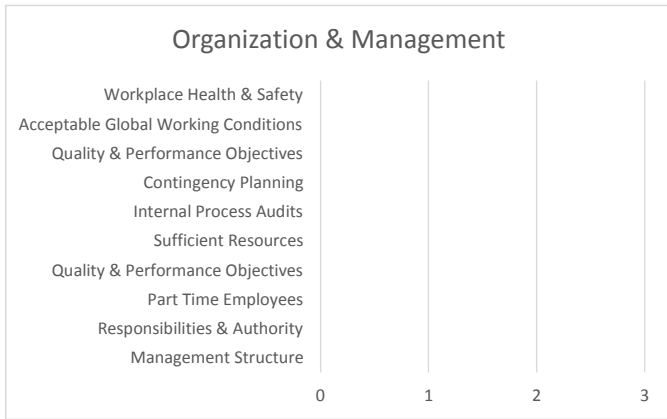 Organization & Management
Workplace Health & Safety
Acceptable Global Working Conditions
Quality & Performance Objectives
Contingency Planning
Internal Process Audits
Sufficient Resources
Quality & Performance Objectives
Part Time Employees
Responsibilities & Authority
Management Structure
0 1 2 3